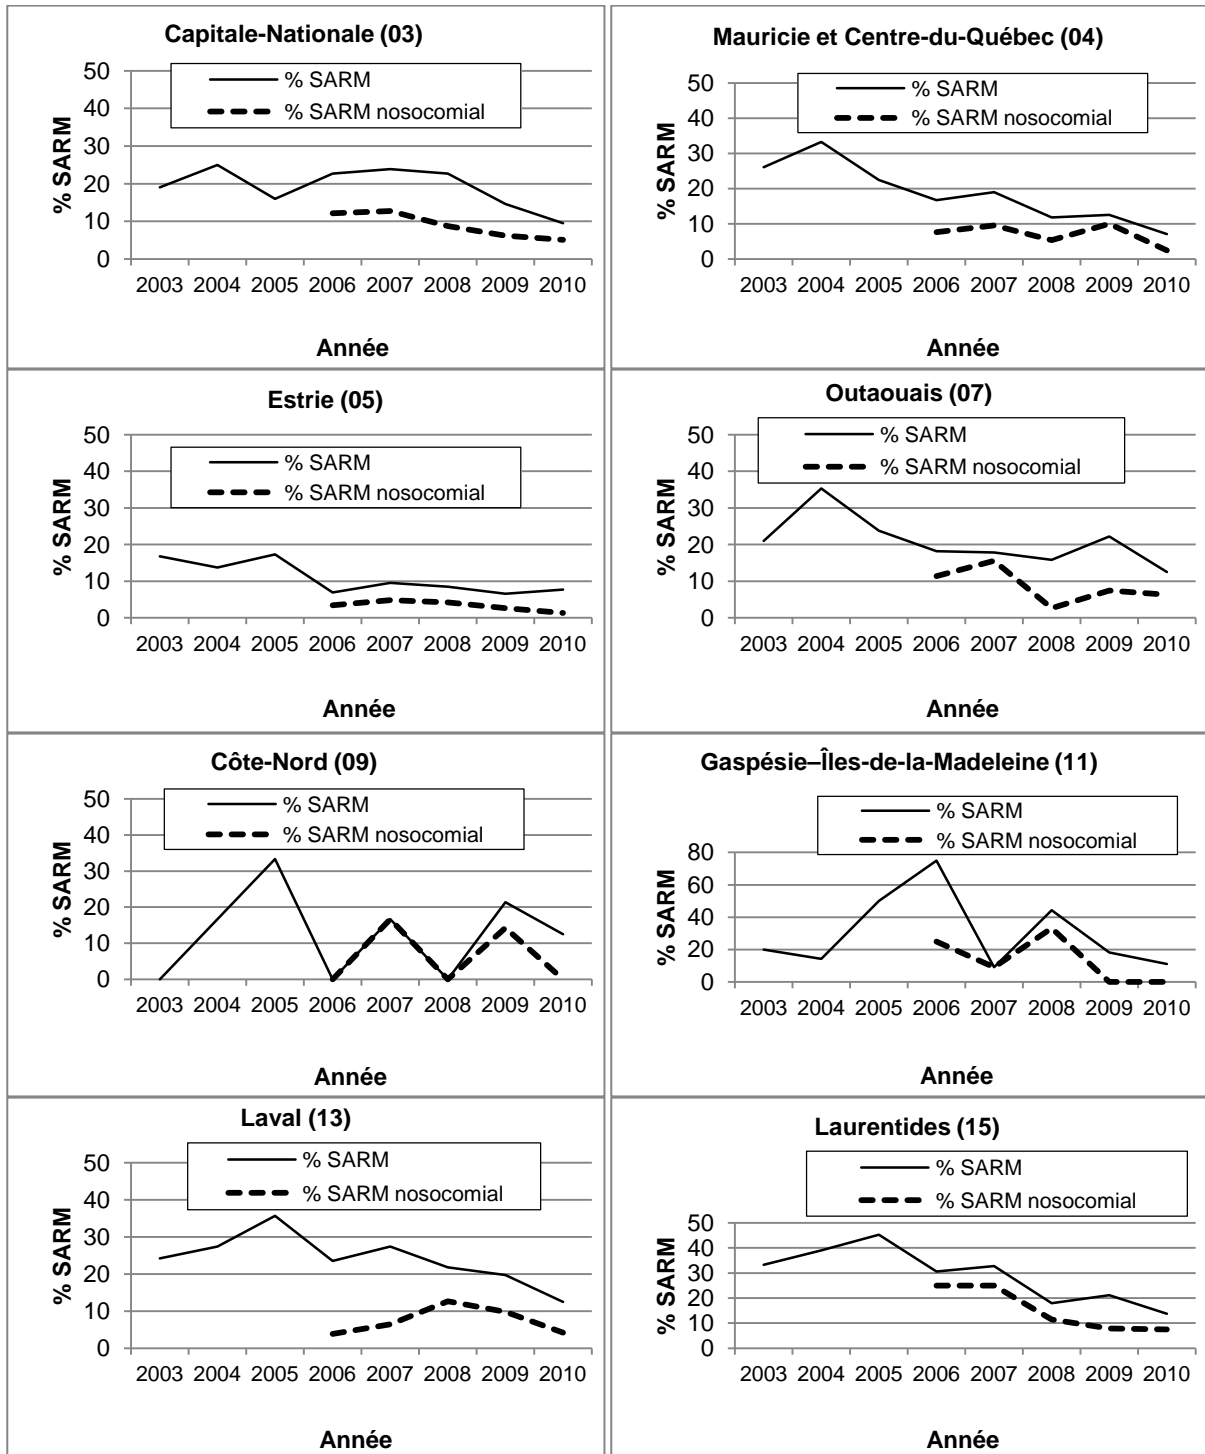 Capitale-Nationale (03)
% SARM
% SARM nosocomial
50
40
30
20
10
0
% SARM
2003 2004 2005 2006 2007 2008 2009 2010
Année
Mauricie et Centre-du-Québec (04)
% SARM
% SARM nosocomial
50
40
30
20
10
0
% SARM
2003 2004 2005 2006 2007 2008 2009 2010
Année
Estrie (05)
% SARM
% SARM nosocomial
50
40
30
20
10
0
% SARM
2003 2004 2005 2006 2007 2008 2009 2010
Année
Outaouais (07)
% SARM
% SARM nosocomial
50
40
30
20
10
0
% SARM
2003 2004 2005 2006 2007 2008 2009 2010
Année
Côte-Nord (09)
% SARM
% SARM nosocomial
50
40
30
20
10
0
% SARM
2003 2004 2005 2006 2007 2008 2009 2010
Année
Gaspésie–Îles-de-la-Madeleine (11)
% SARM
% SARM nosocomial
80
60
40
20
0
% SARM
2003 2004 2005 2006 2007 2008 2009 2010
Année
Laval (13)
% SARM
% SARM nosocomial
50
40
30
20
10
0
% SARM
2003 2004 2005 2006 2007 2008 2009 2010
Année
Laurentides (15)
% SARM
% SARM nosocomial
50
40
30
20
10
0
% SARM
2003 2004 2005 2006 2007 2008 2009 2010
Année